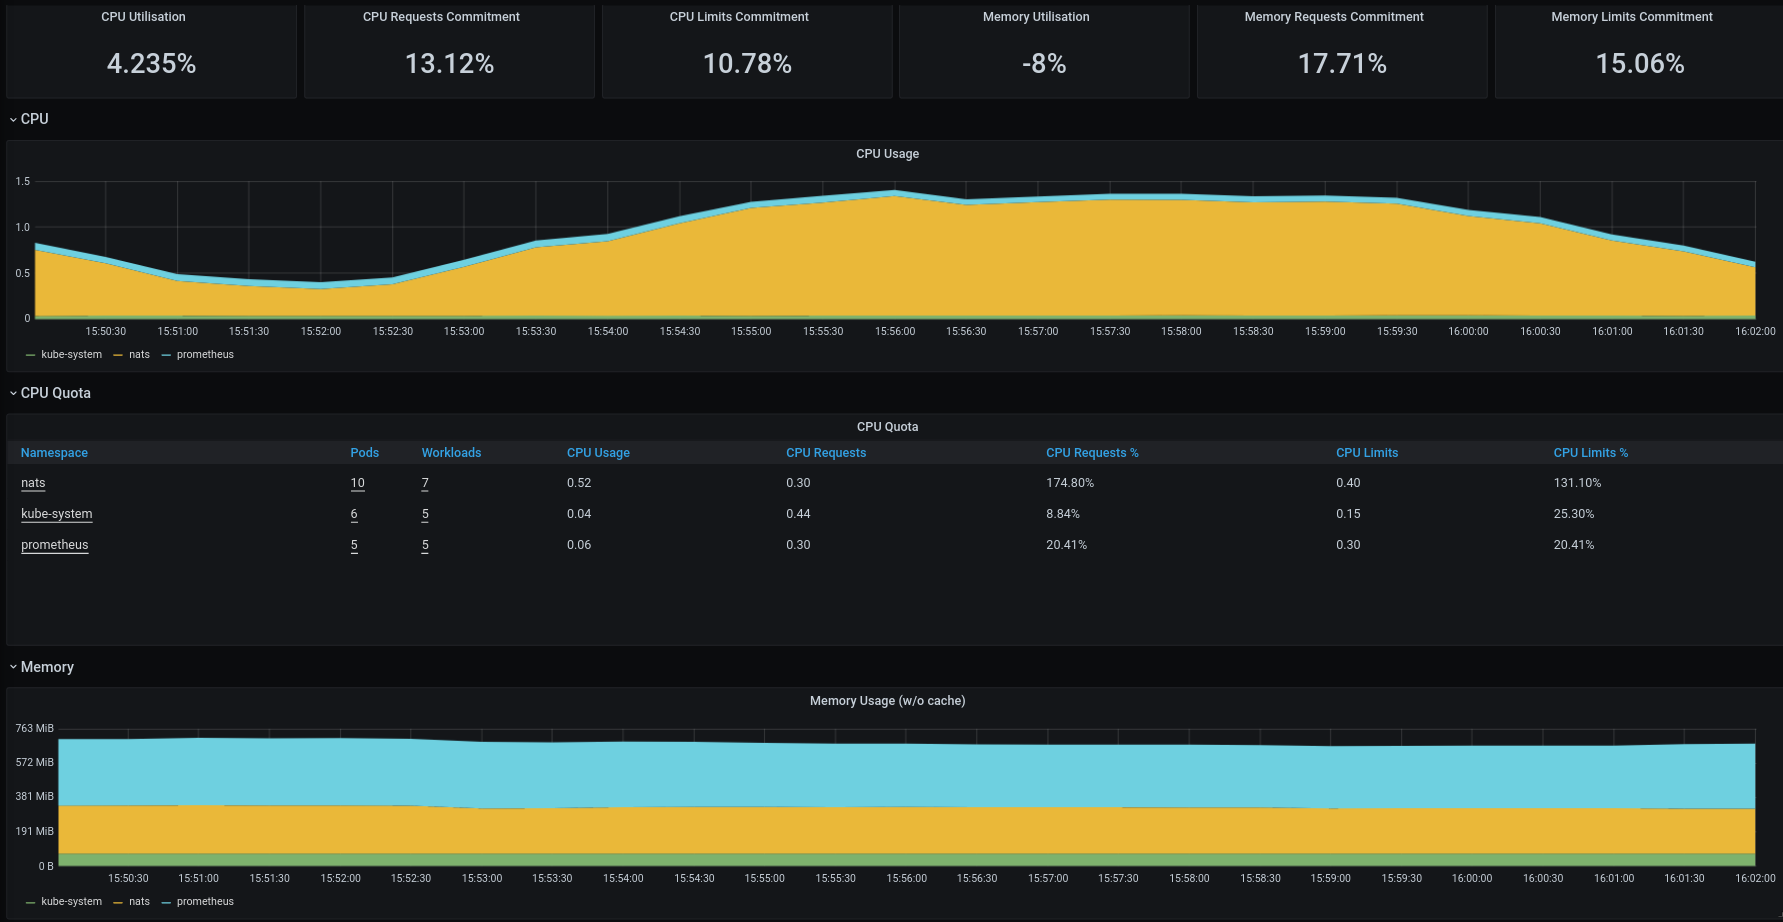 CPU Utilisation CPU Requests Commitment CPU Limits Commitment Memory Utilisation Memory Requests Commitment Memory Limits Commitment
4.235% 13.12% 10.78% -8% 17.71% 15.06%
CPU
CPU Usage
1.5
1.0
0.5
0
15:50:30 15:51:00 15:51:30 15:52:00 15:52:30 15:53:00 15:53:30 15:54:00 15:54:30 15:55:00 15:55:30 15:56:00 15:56:30 15:57:00 15:57:30 15:58:00 15:58:30 15:59:00 15:59:30 16:00:00 16:00:30 16:01:00 16:01:30 16:02:00
kube-system nats prometheus
CPU Quota
CPU Quota
Namespace Pods Workloads CPU Usage CPU Requests CPU Requests % CPU Limits CPU Limits %
nats 10 7 0.52 0.30 174.80% 0.40 131.10%
kube-system 6 5 0.04 0.44 8.84% 0.15 25.30%
prometheus 5 5 0.06 0.30 20.41% 0.30 20.41%
Memory
Memory Usage (w/o cache)
763 MiB
572 MiB
381 MiB
191 MiB
0 B
15:50:30 15:51:00 15:51:30 15:52:00 15:52:30 15:53:00 15:53:30 15:54:00 15:54:30 15:55:00 15:55:30 15:56:00 15:56:30 15:57:00 15:57:30 15:58:00 15:58:30 15:59:00 15:59:30 16:00:00 16:00:30 16:01:00 16:01:30 16:02:00
kube-system nats prometheus